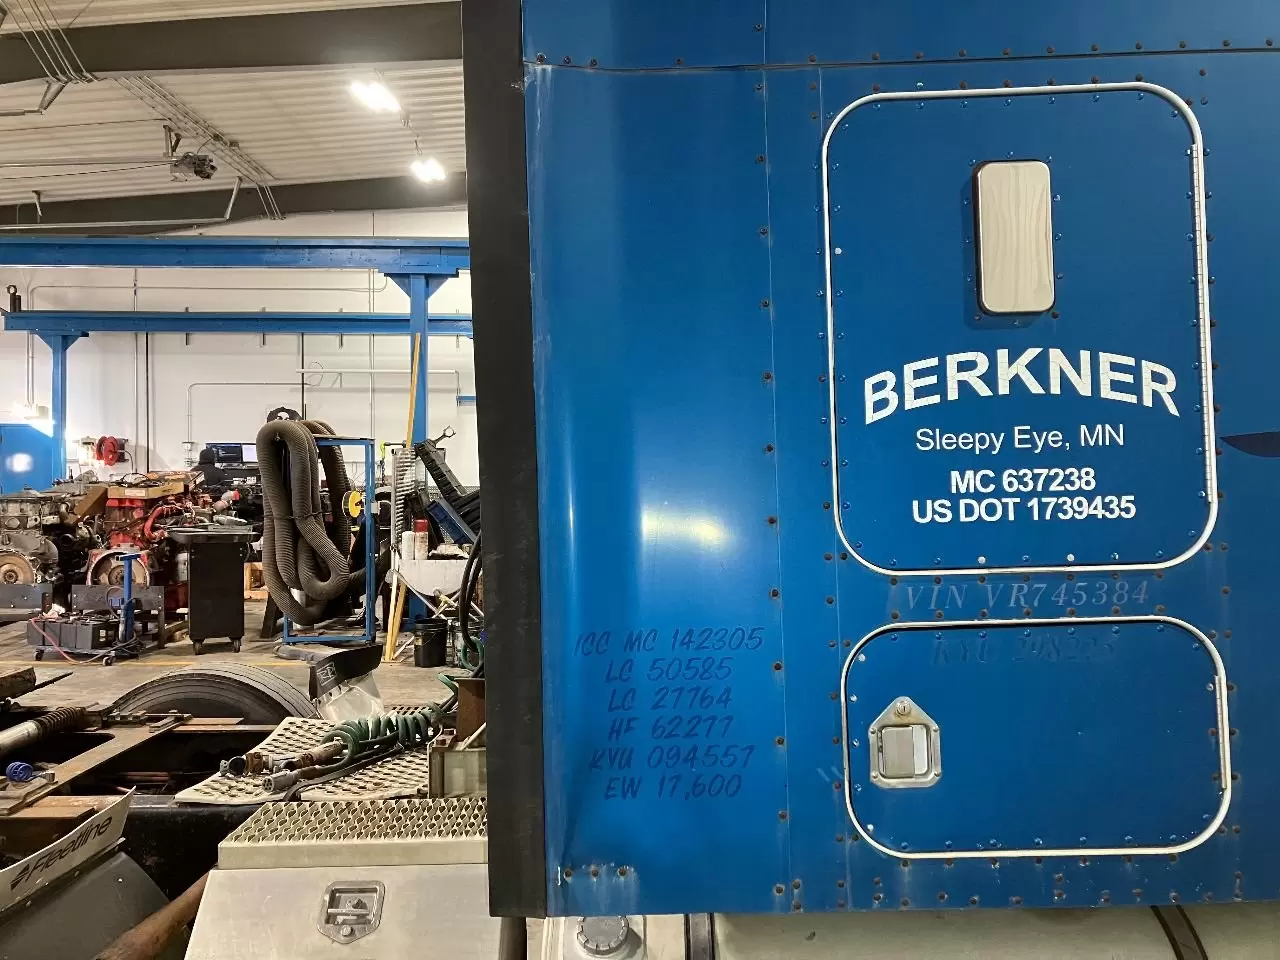 BERKNER
Sleepy Eye, MN
MC 637238
US DOT 1739435
VIN VR745384
ICC MC 142305
LC 50585
LC 27764
HF 62277
KYU 094557
EW 17,600
Fleetline